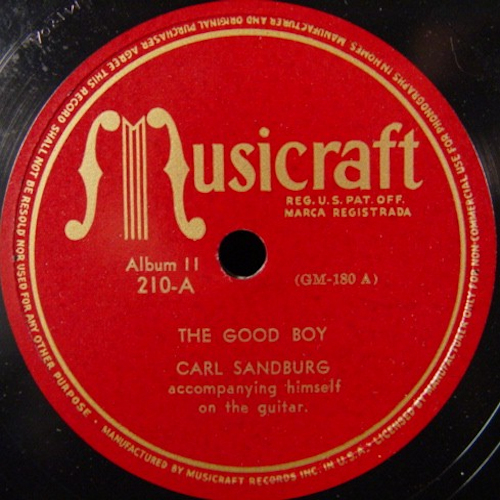 Musicraft
REG. U.S. PAT. OFF.
MARCA REGISTRADA
Album 11
210-A
(GM-180 A)
THE GOOD BOY
CARL SANDBURG
accompanying himself
on the guitar.
MANUFACTURED BY MUSICRAFT RECORDS INC. IN U.S.A. LICENSED BY MANUFACTURER ONLY FOR NON-COMMERCIAL USE FOR PHONOGRAPHS IN HOMES. MANUFACTURER AND ORIGINAL PURCHASER AGREE THIS RECORD SHALL NOT BE RESOLD NOR USED FOR ANY OTHER PURPOSE